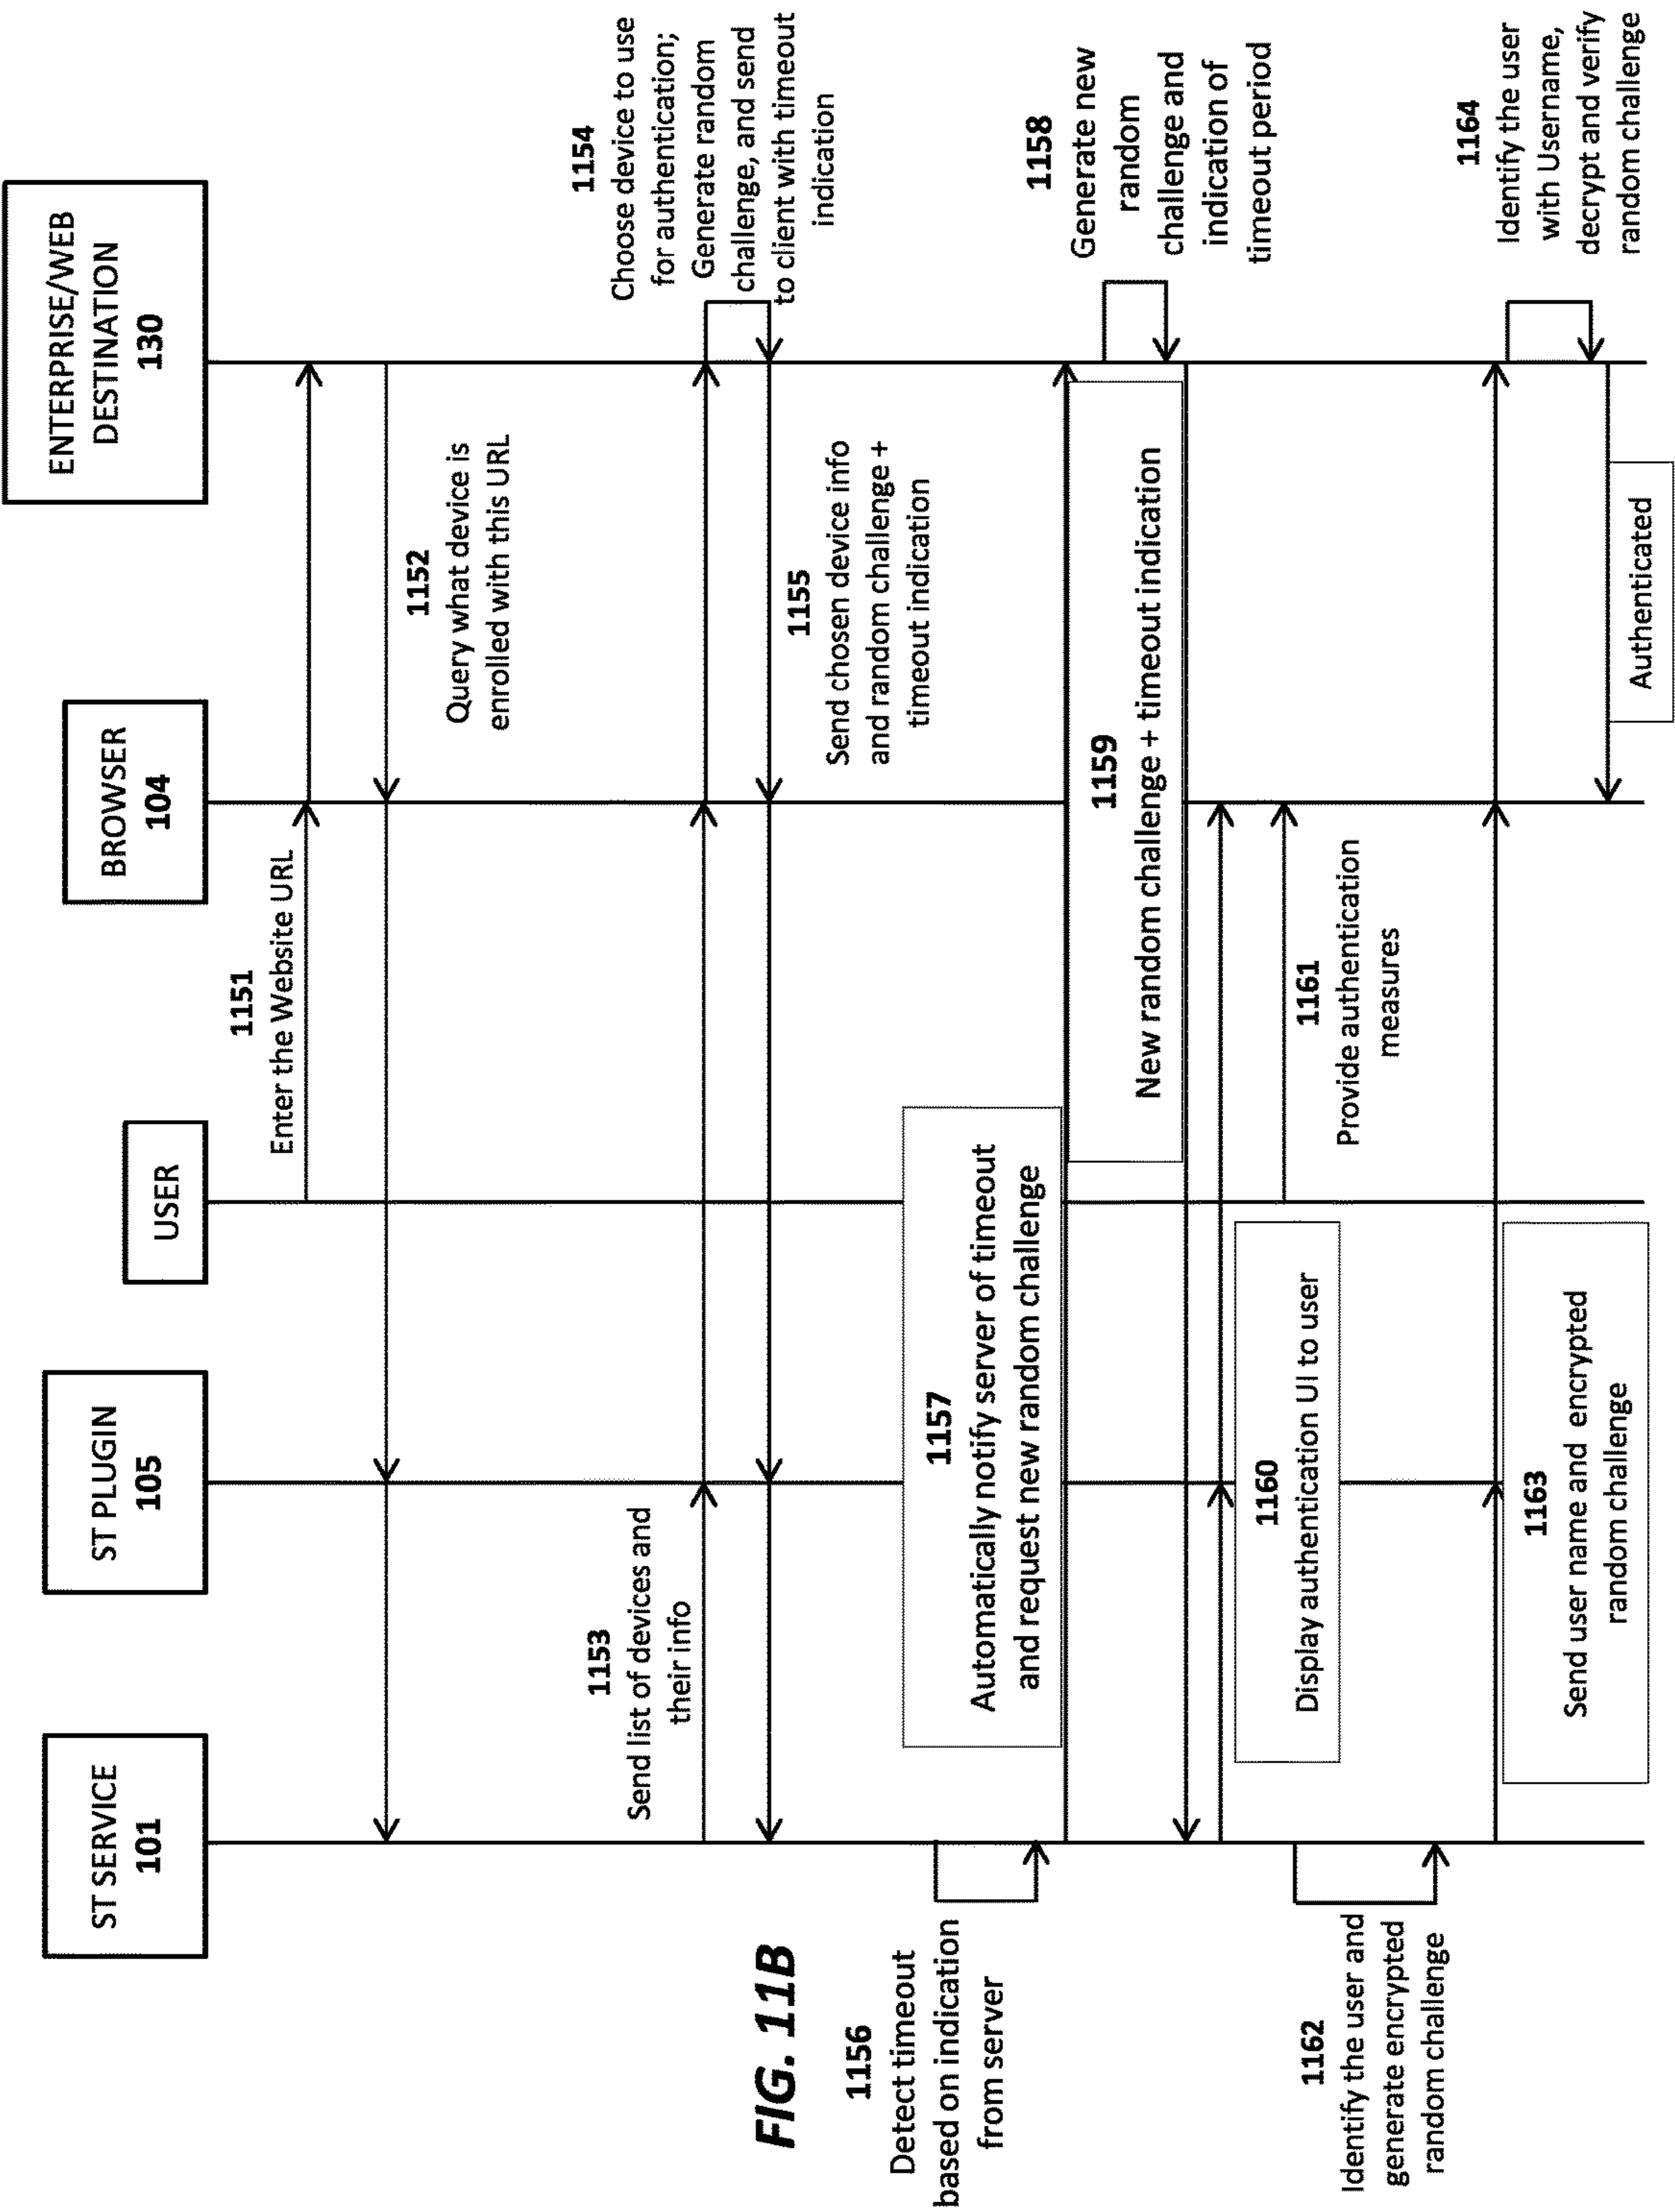 ST SERVICE
101
ST PLUGIN
105
USER
BROWSER
104
ENTERPRISE/WEB
DESTINATION
130
1151
Enter the Website URL
1152
Query what device is
enrolled with this URL
1153
Send list of devices and
their info
1154
Choose device to use
for authentication;
Generate random
challenge, and send
to client with timeout
indication
1155
Send chosen device info
and random challenge +
timeout indication
FIG. 11B
1156
Detect timeout
based on indication
from server
1157
Automatically notify server of timeout
and request new random challenge
1158
Generate new
random
challenge and
indication of
timeout period
1159
New random challenge + timeout indication
1160
Display authentication UI to user
1161
Provide authentication
measures
1162
Identify the user and
generate encrypted
random challenge
1163
Send user name and encrypted
random challenge
1164
Identify the user
with Username,
decrypt and verify
random challenge
Authenticated